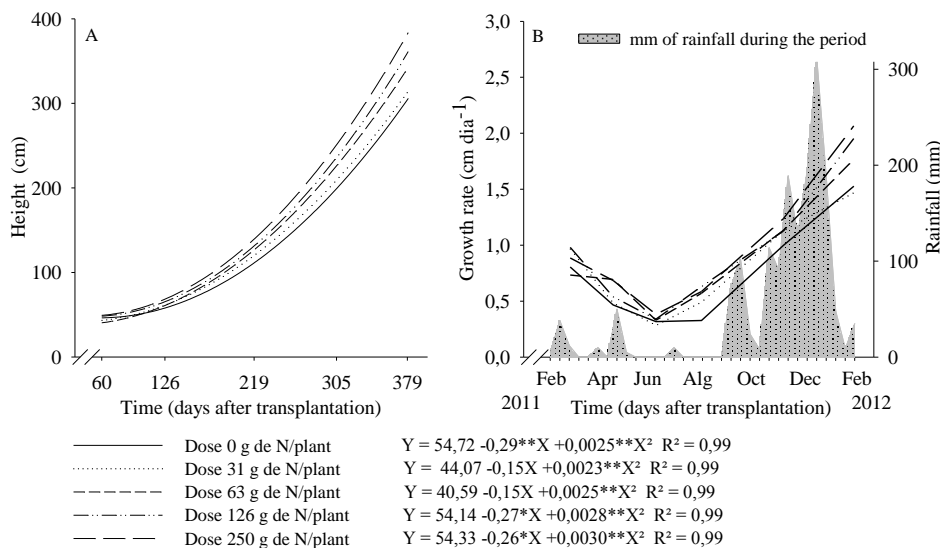 A
400
300
200
100
0
Height (cm)
60 126 219 305 379
Time (days after transplantation)
B
mm of rainfall during the period
3,0
2,5
2,0
1,5
1,0
0,5
0,0
Growth rate (cm dia⁻¹)
300
200
100
0
Rainfall (mm)
Feb Apr Jun Alg Oct Dec Feb
2011 2012
Time (days after transplantation)
Dose 0 g de N/plant Y = 54,72 -0,29**X +0,0025**X² R² = 0,99
Dose 31 g de N/plant Y = 44,07 -0,15X +0,0023**X² R² = 0,99
Dose 63 g de N/plant Y = 40,59 -0,15X +0,0025**X² R² = 0,99
Dose 126 g de N/plant Y = 54,14 -0,27*X +0,0028**X² R² = 0,99
Dose 250 g de N/plant Y = 54,33 -0,26*X +0,0030**X² R² = 0,99